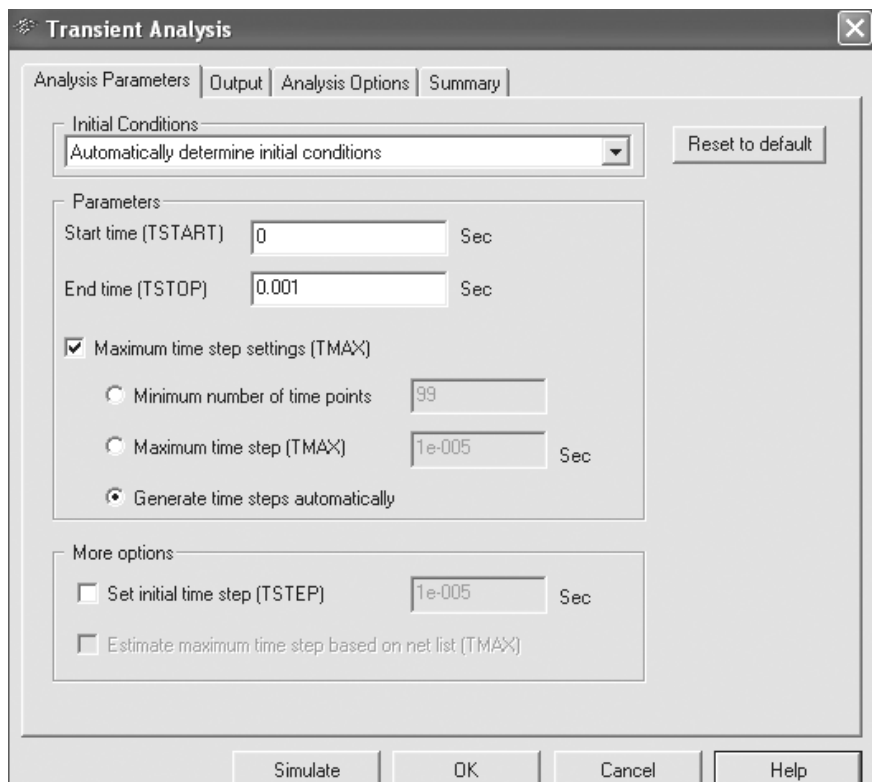 Transient Analysis
Analysis Parameters Output Analysis Options Summary
Initial Conditions
Automatically determine initial conditions
Reset to default
Parameters
Start time (TSTART) 0 Sec
End time (TSTOP) 0.001 Sec
Maximum time step settings (TMAX)
Minimum number of time points 99
Maximum time step (TMAX) 1e-005 Sec
Generate time steps automatically
More options
Set initial time step (TSTEP) 1e-005 Sec
Estimate maximum time step based on net list (TMAX)
Simulate OK Cancel Help